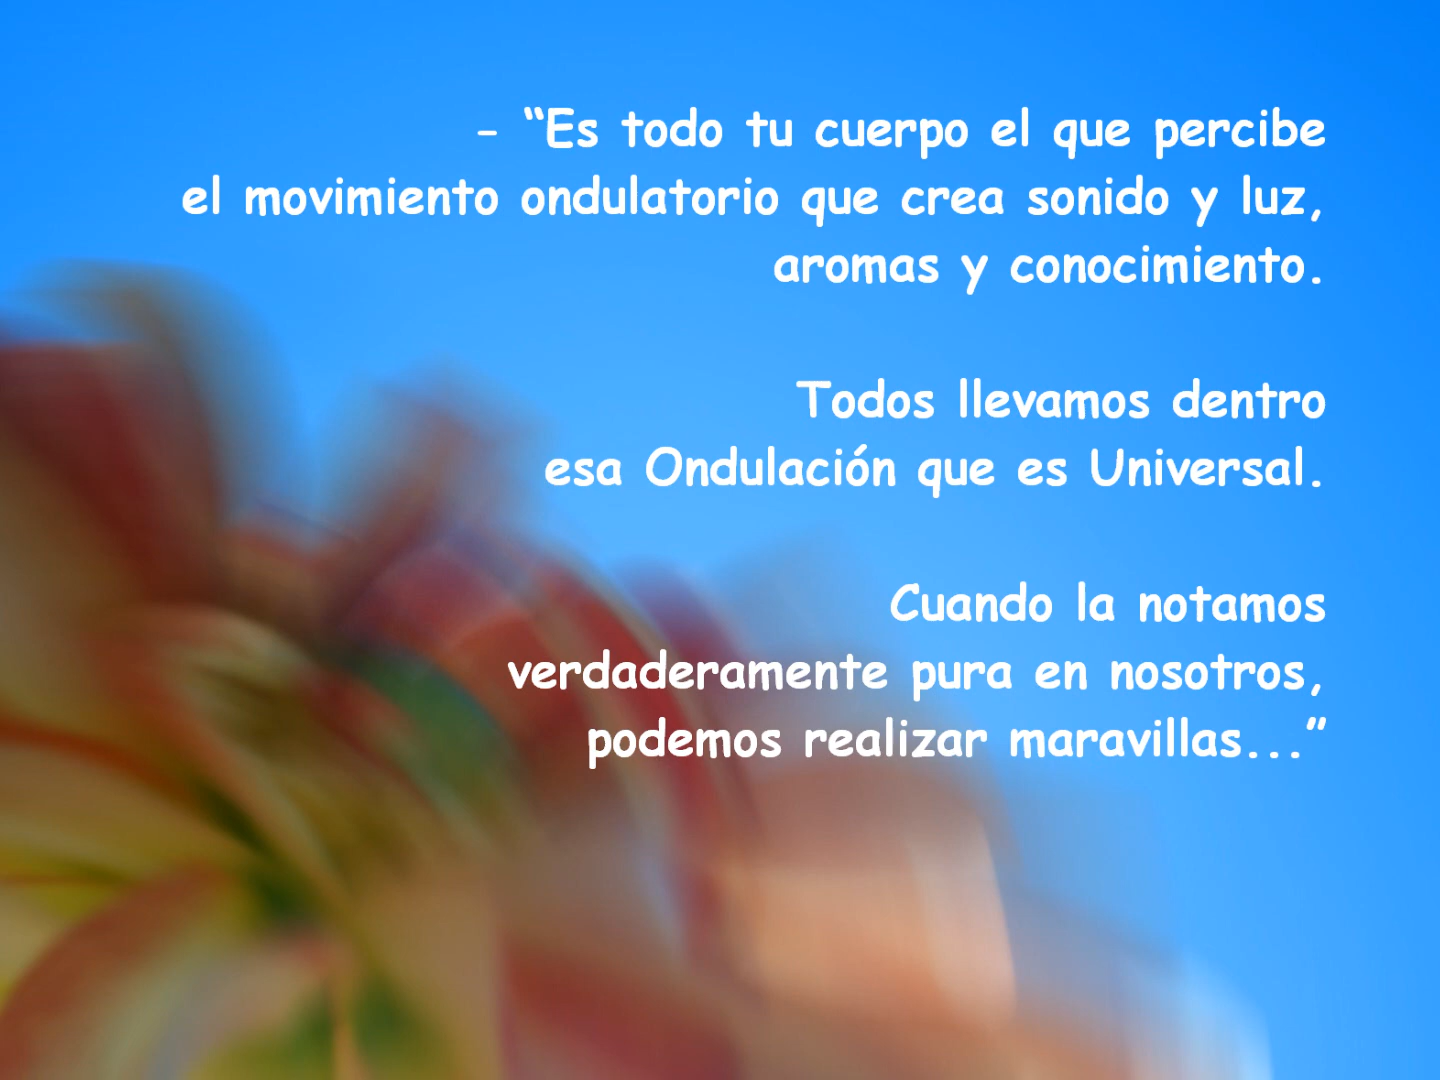 - “Es todo tu cuerpo el que percibe
el movimiento ondulatorio que crea sonido y luz,
aromas y conocimiento.
Todos llevamos dentro
esa Ondulación que es Universal.
Cuando la notamos
verdaderamente pura en nosotros,
podemos realizar maravillas...”